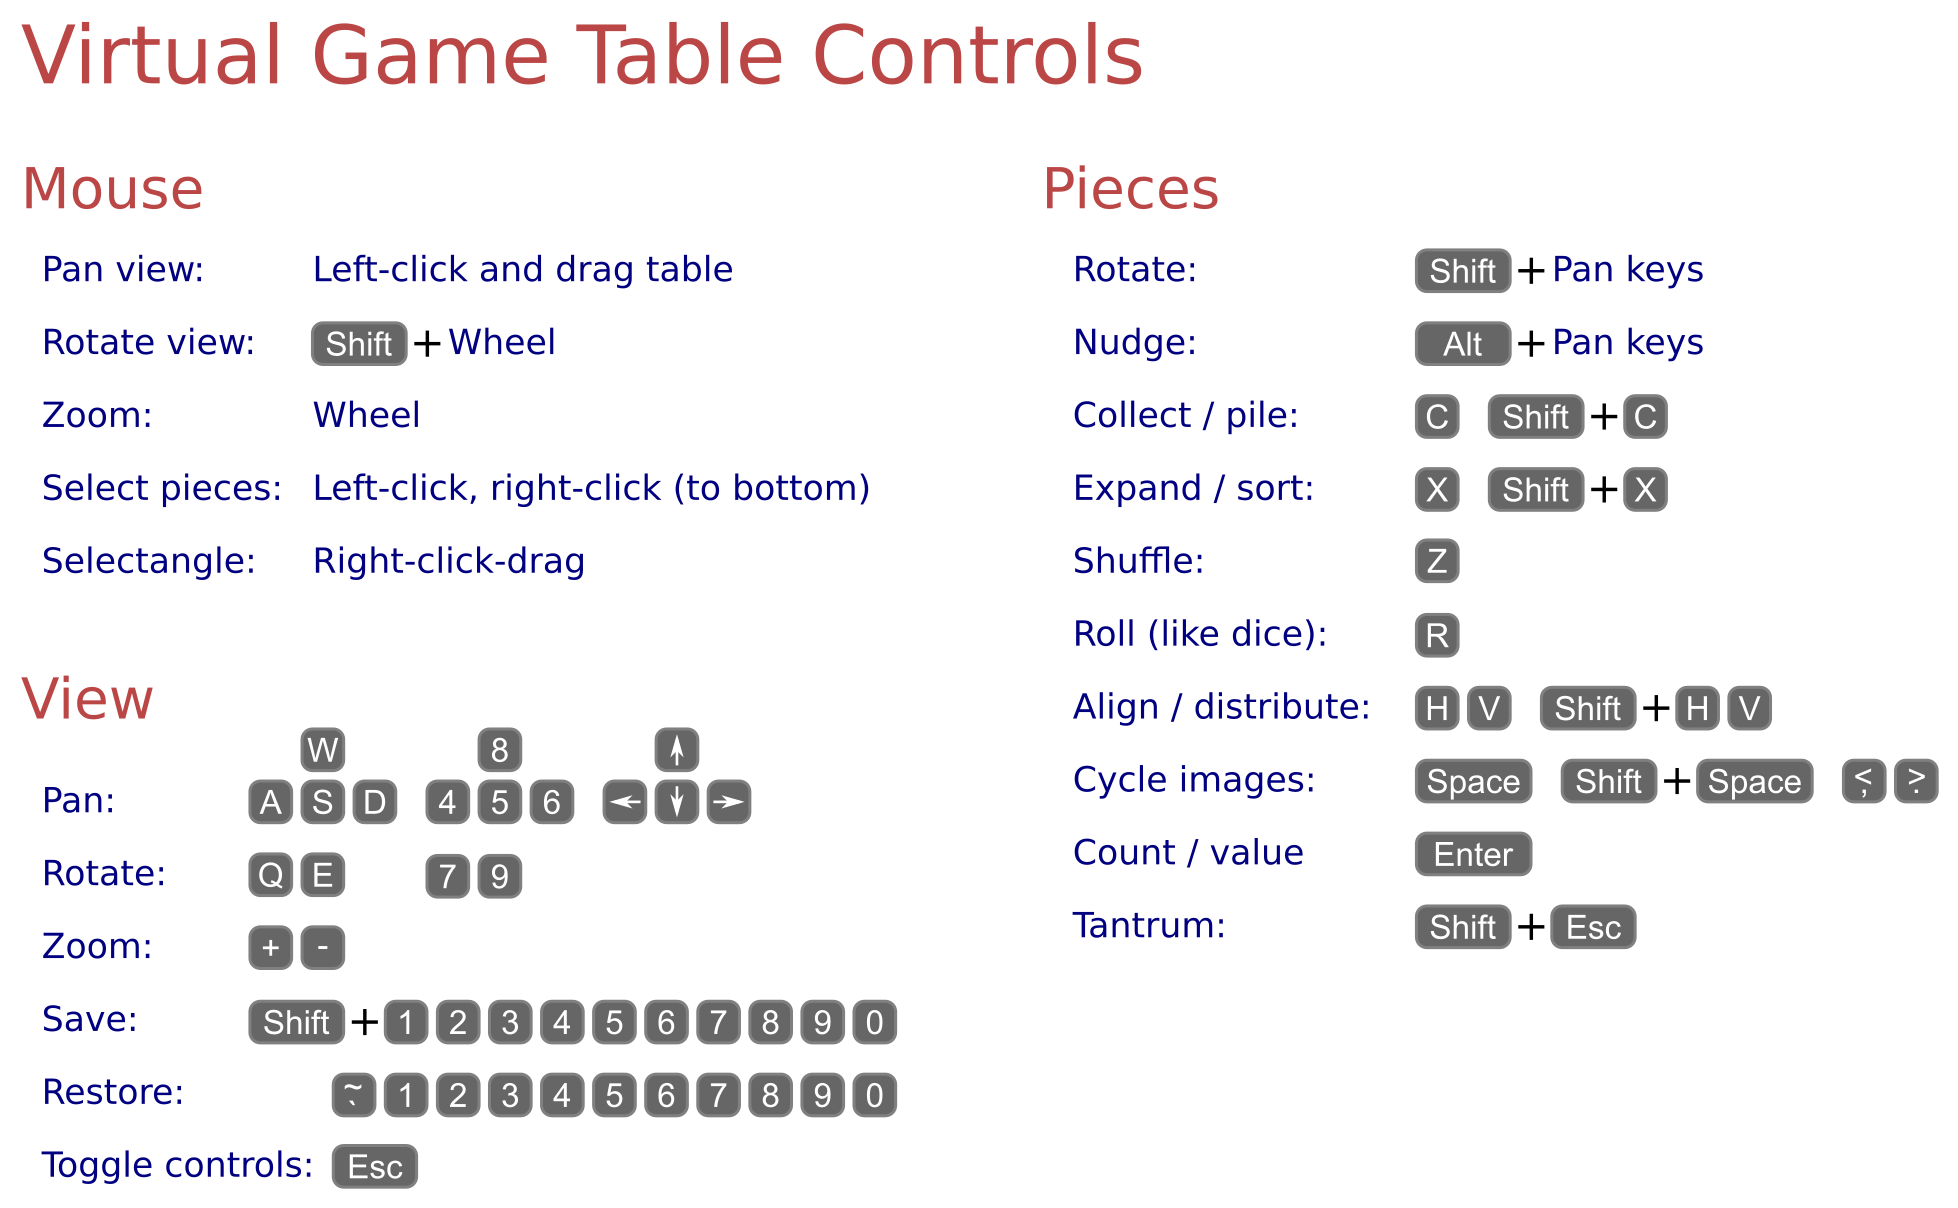 Virtual Game Table Controls
Mouse
Pan view: Left-click and drag table
Rotate view: Shift + Wheel
Zoom: Wheel
Select pieces: Left-click, right-click (to bottom)
Selectangle: Right-click-drag
View
W 8 ↑
Pan: A S D 4 5 6 ← ↓ →
Rotate: Q E 7 9
Zoom: + -
Save: Shift + 1 2 3 4 5 6 7 8 9 0
Restore: ~ ` 1 2 3 4 5 6 7 8 9 0
Toggle controls: Esc
Pieces
Rotate: Shift + Pan keys
Nudge: Alt + Pan keys
Collect / pile: C Shift + C
Expand / sort: X Shift + X
Shuffle: Z
Roll (like dice): R
Align / distribute: H V Shift + H V
Cycle images: Space Shift + Space < , > .
Count / value Enter
Tantrum: Shift + Esc